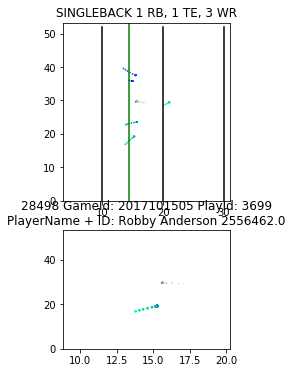 SINGLEBACK 1 RB, 1 TE, 3 WR
50
40
30
20
10
0
10 20 30
28498 GameId: 2017101505 PlayId: 3699
PlayerName + ID: Robby Anderson 2556462.0
40
20
0
10.0 12.5 15.0 17.5 20.0